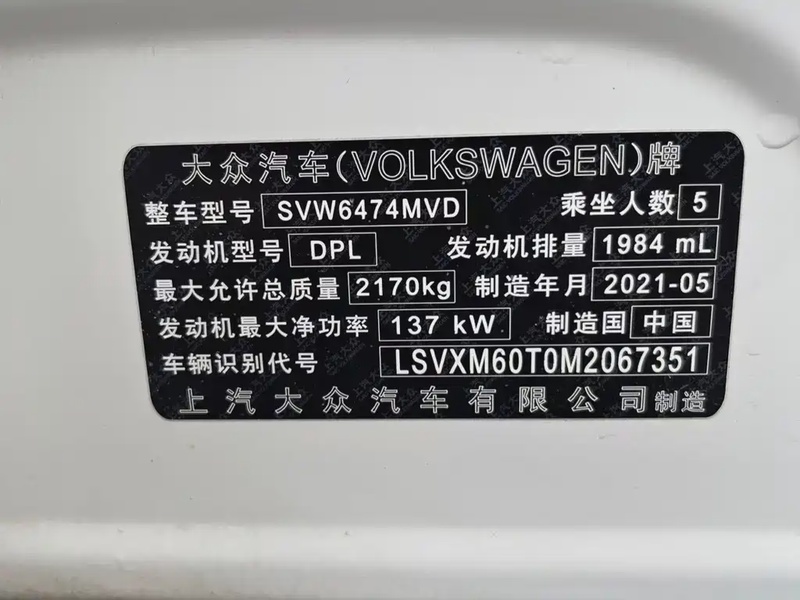 大众汽车(VOLKSWAGEN)牌
整车型号 SVW6474MVD 乘坐人数 5
发动机型号 DPL 发动机排量 1984 mL
最大允许总质量 2170kg 制造年月 2021-05
发动机最大净功率 137 kW 制造国 中国
车辆识别代号 LSVXM60T0M2067351
上汽大众汽车有限公司制造